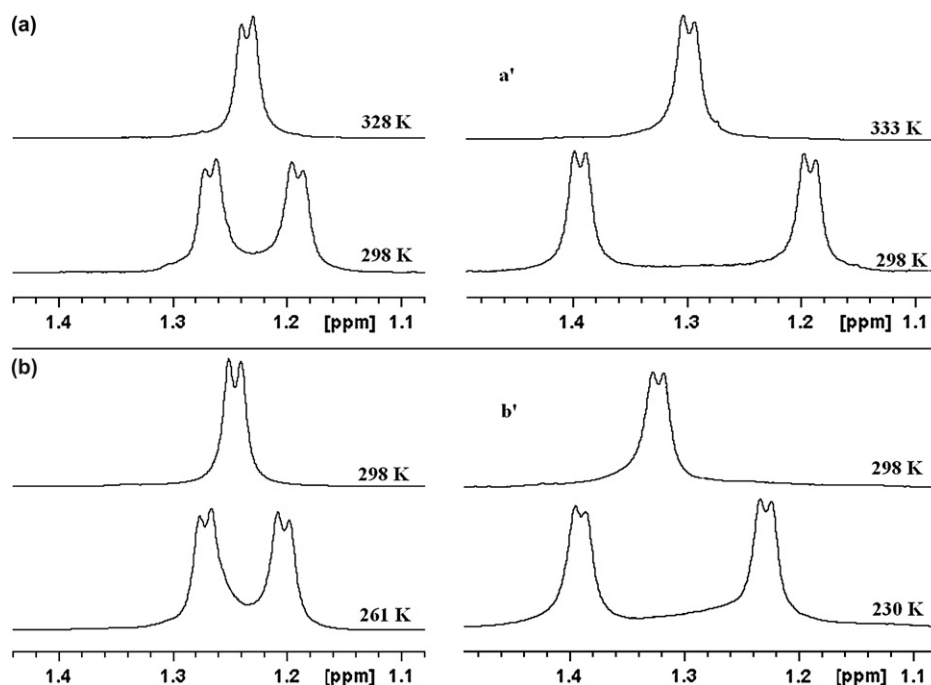 (a)
328 K
298 K
1.4 1.3 1.2 [ppm] 1.1
a'
333 K
298 K
1.4 1.3 1.2 [ppm] 1.1
(b)
298 K
261 K
1.4 1.3 1.2 [ppm] 1.1
b'
298 K
230 K
1.4 1.3 1.2 [ppm] 1.1